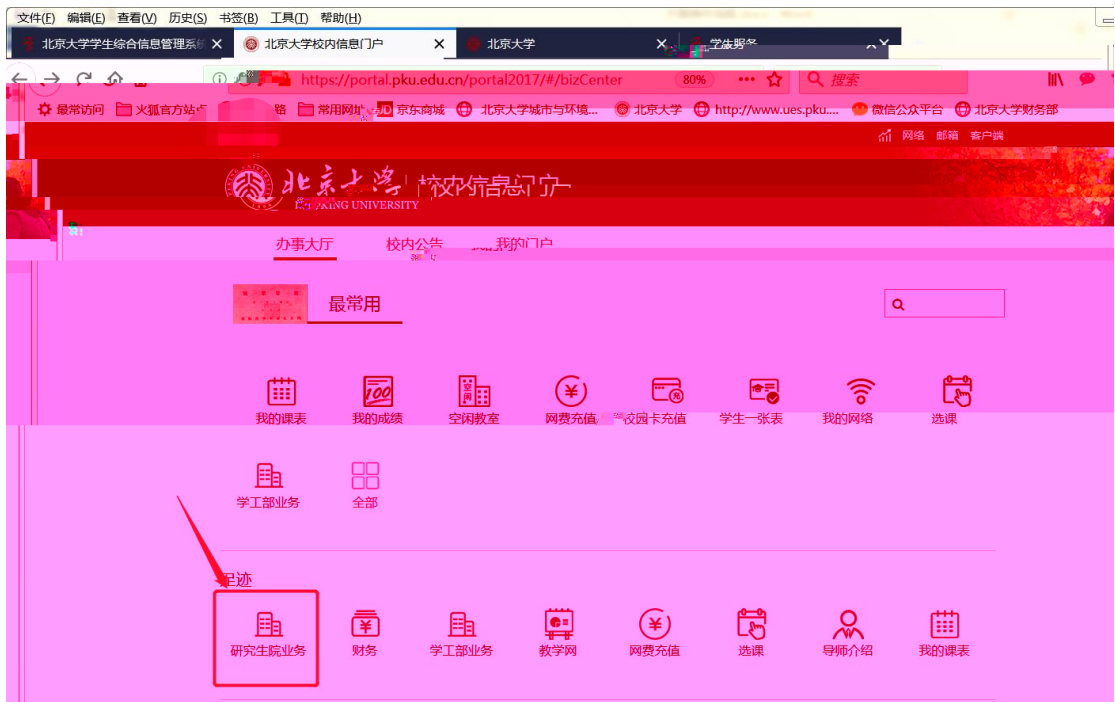 文件(F) 编辑(E) 查看(V) 历史(S) 书签(B) 工具(T) 帮助(H)
北京大学学生综合信息管理系统 北京大学校内信息门户 北京大学
https://portal.pku.edu.cn/portal2017/#/bizCenter 80% 搜索
最常访问 火狐官方站点 常用网址 京东商城 北京大学城市与环境... 北京大学 http://www.ues.pku.... 微信公众平台 北京大学财务部
网络 邮箱 客户端
北京大学 校内信息门户
UNIVERSITY
办事大厅 校内公告 我的门户
最常用
我的课表 我的成绩 空闲教室 网费充值 校园卡充值 学生一张表 我的网络 选课
学工部业务 全部
足迹
研究生院业务 财务 学工部业务 教学网 网费充值 选课 导师介绍 我的课表